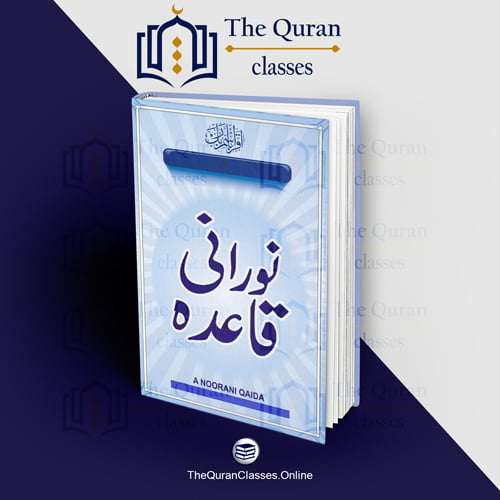 The Quran
classes
نورانی
قاعدہ
A NOORANI QAIDA
TheQuranClasses.Online